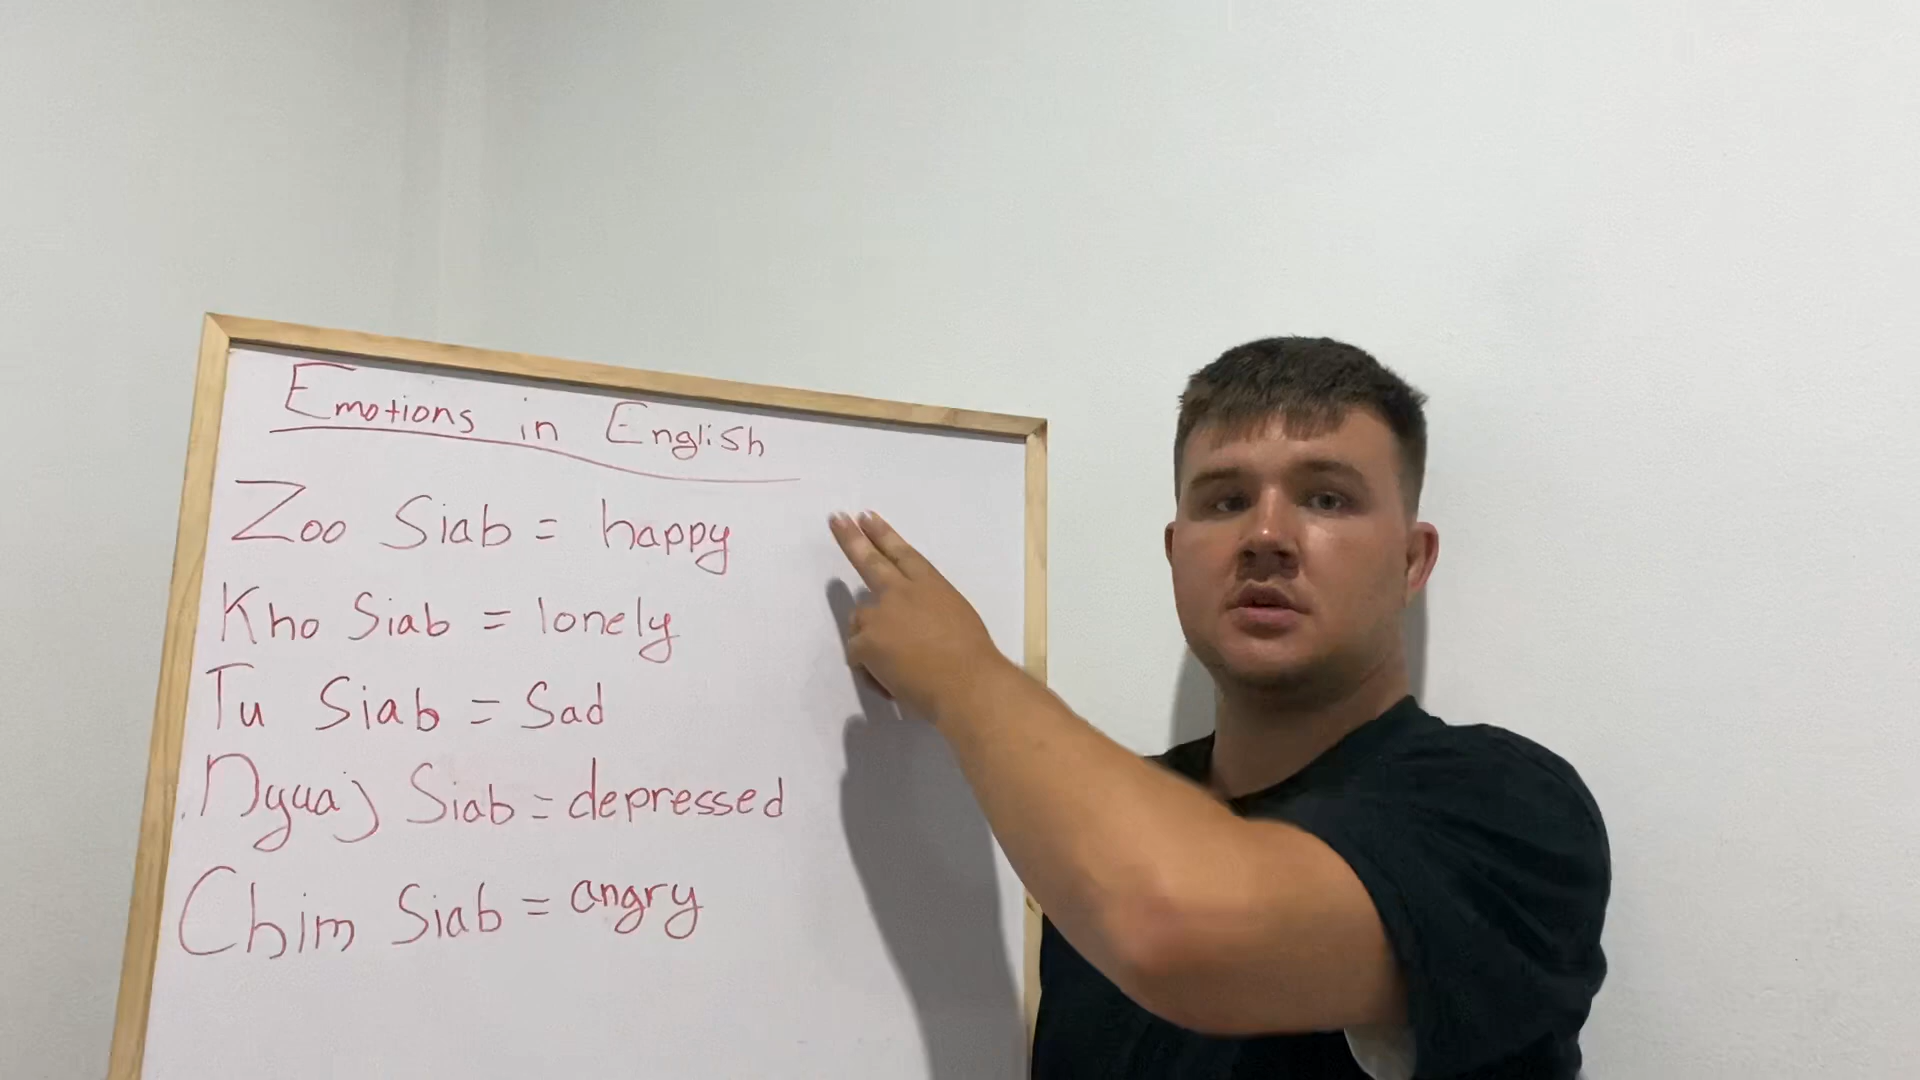 Emotions in English
Zoo Siab = happy
Kho Siab = lonely
Tu Siab = Sad
Nyuaj Siab = depressed
Chim Siab = angry